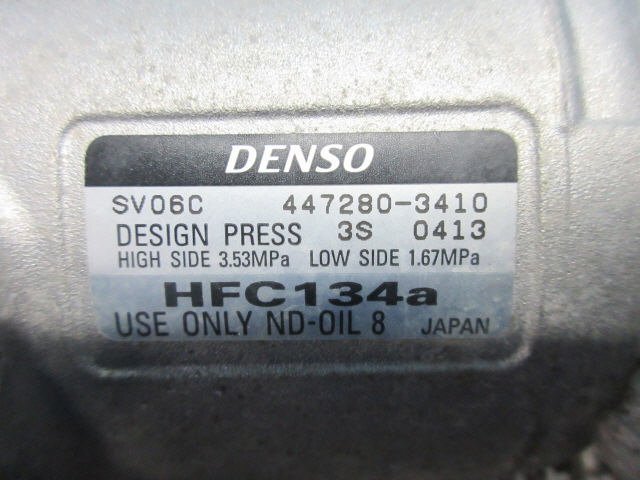 DENSO
SV06C 447280-3410
DESIGN PRESS 3S 0413
HIGH SIDE 3.53MPa LOW SIDE 1.67MPa
HFC134a
USE ONLY ND-OIL 8 JAPAN